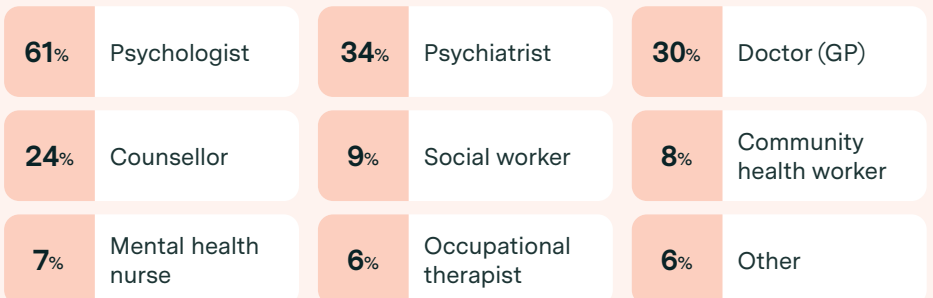 61% Psychologist
34% Psychiatrist
30% Doctor (GP)
24% Counsellor
9% Social worker
8% Community
health worker
7% Mental health
nurse
6% Occupational
therapist
6% Other